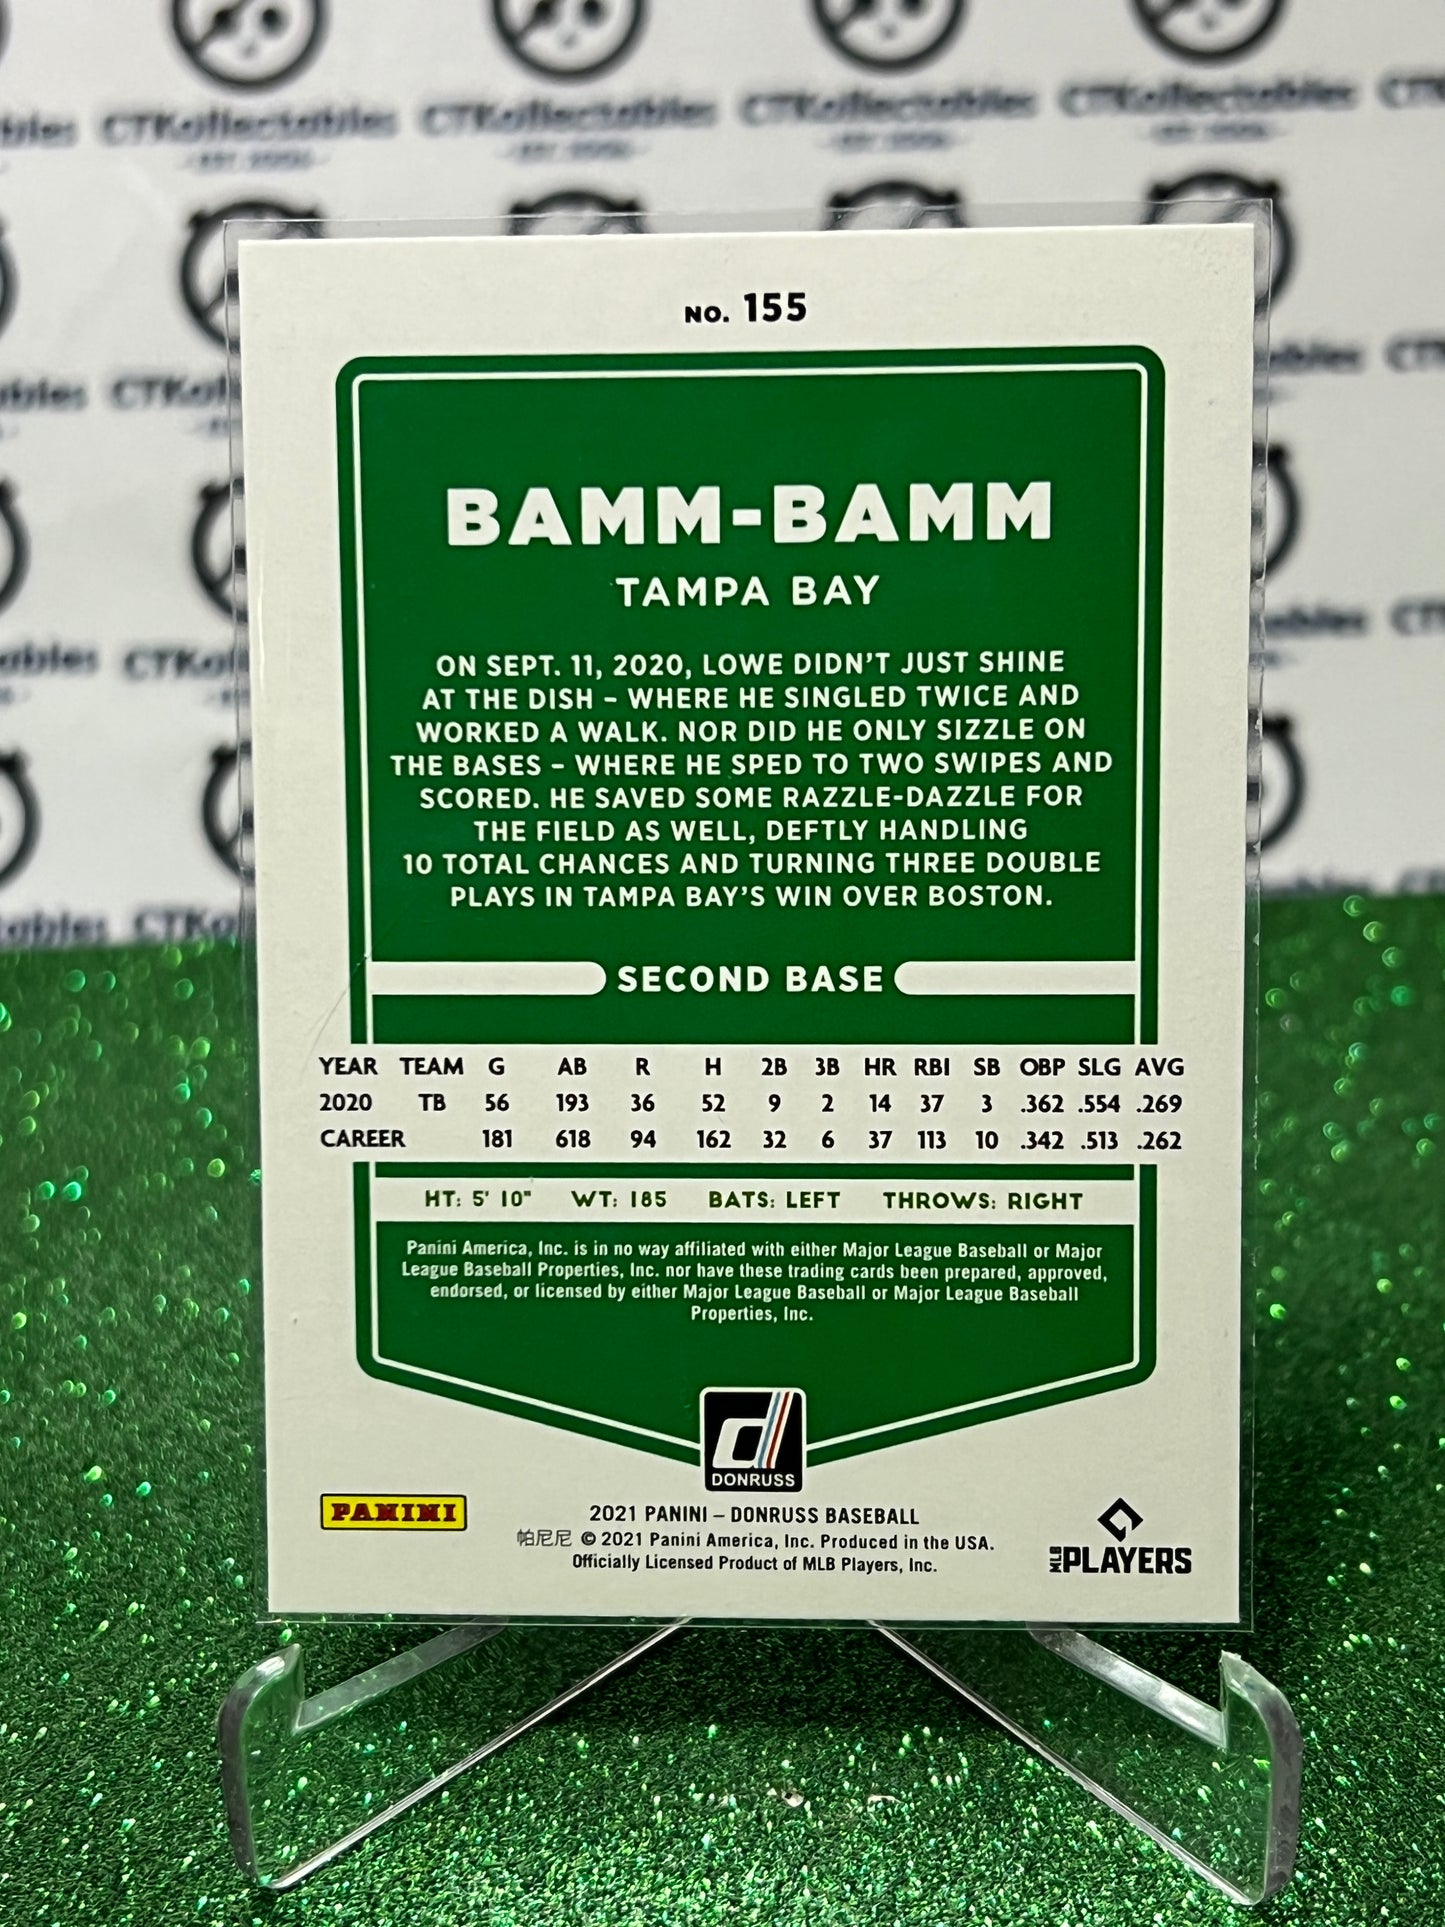 CTKollectables CTKollectables CTKollectables CTKollectables
NO. 155
BAMM-BAMM
TAMPA BAY
ON SEPT. 11, 2020, LOWE DIDN'T JUST SHINE
AT THE DISH – WHERE HE SINGLED TWICE AND
WORKED A WALK. NOR DID HE ONLY SIZZLE ON
THE BASES – WHERE HE SPED TO TWO SWIPES AND
SCORED. HE SAVED SOME RAZZLE-DAZZLE FOR
THE FIELD AS WELL, DEFTLY HANDLING
10 TOTAL CHANCES AND TURNING THREE DOUBLE
PLAYS IN TAMPA BAY'S WIN OVER BOSTON.
SECOND BASE
YEAR TEAM G AB R H 2B 3B HR RBI SB OBP SLG AVG
2020 TB 56 193 36 52 9 2 14 37 3 .362 .554 .269
CAREER 181 618 94 162 32 6 37 113 10 .342 .513 .262
HT: 5' 10" WT: 185 BATS: LEFT THROWS: RIGHT
Panini America, Inc. is in no way affiliated with either Major League Baseball or Major
League Baseball Properties, Inc. nor have these trading cards been prepared, approved,
endorsed, or licensed by either Major League Baseball or Major League Baseball
Properties, Inc.
d
DONRUSS
PANINI
2021 PANINI – DONRUSS BASEBALL
帕尼尼 © 2021 Panini America, Inc. Produced in the USA.
Officially Licensed Product of MLB Players, Inc.
MLB PLAYERS